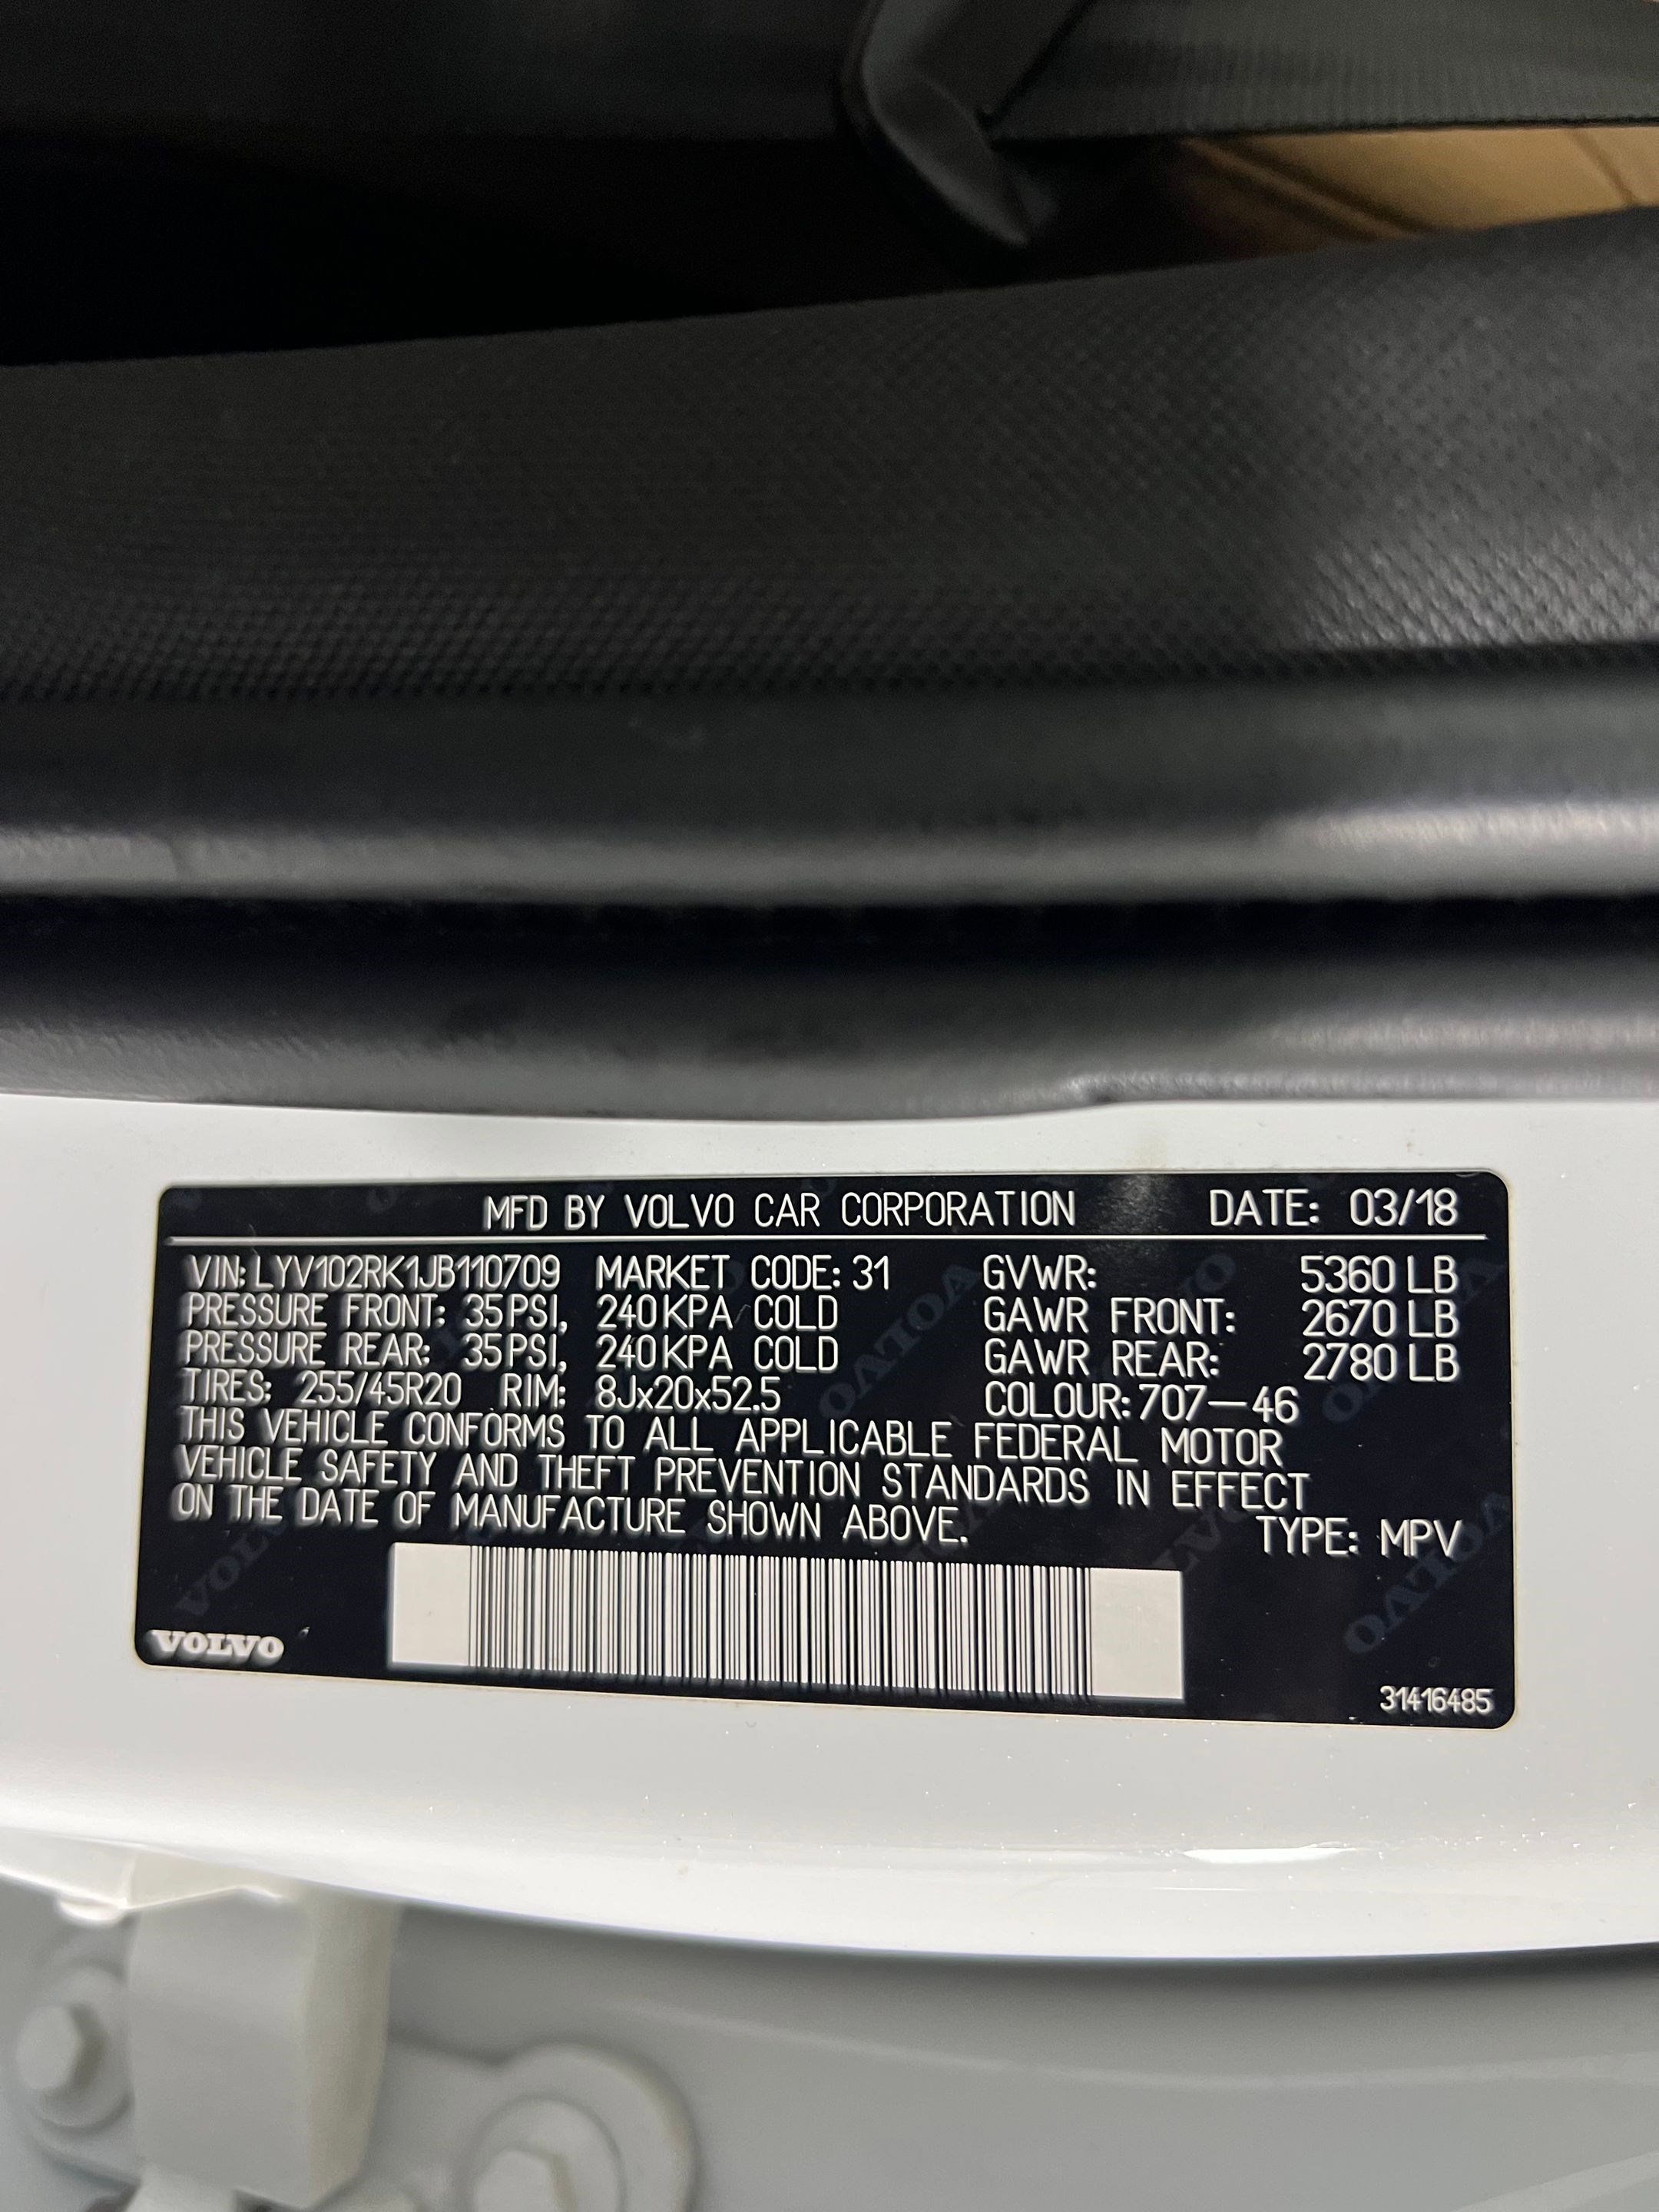 MFD BY VOLVO CAR CORPORATION DATE: 03/18
VIN: LYV102RK1JB110709 MARKET CODE: 31 GVWR: 5360 LB
PRESSURE FRONT: 35 PSI, 240 KPA COLD GAWR FRONT: 2670 LB
PRESSURE REAR: 35 PSI, 240 KPA COLD GAWR REAR: 2780 LB
TIRES: 255/45R20 RIM: 8Jx20x52.5 COLOUR: 707-46
THIS VEHICLE CONFORMS TO ALL APPLICABLE FEDERAL MOTOR
VEHICLE SAFETY AND THEFT PREVENTION STANDARDS IN EFFECT
ON THE DATE OF MANUFACTURE SHOWN ABOVE. TYPE: MPV
VOLVO
31416485